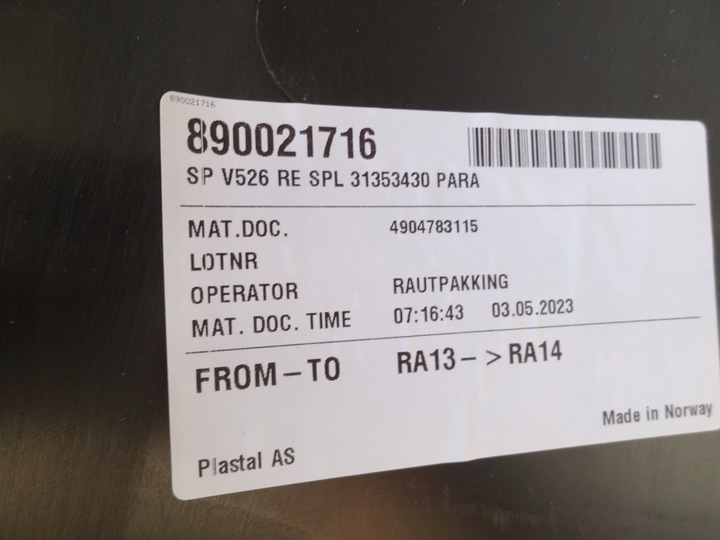 890021716
890021716
SP V526 RE SPL 31353430 PARA
MAT.DOC. 4904783115
LOTNR
OPERATOR RAUTPAKKING
MAT. DOC. TIME 07:16:43 03.05.2023
FROM-TO RA13-> RA14
Made in Norway
Plastal AS